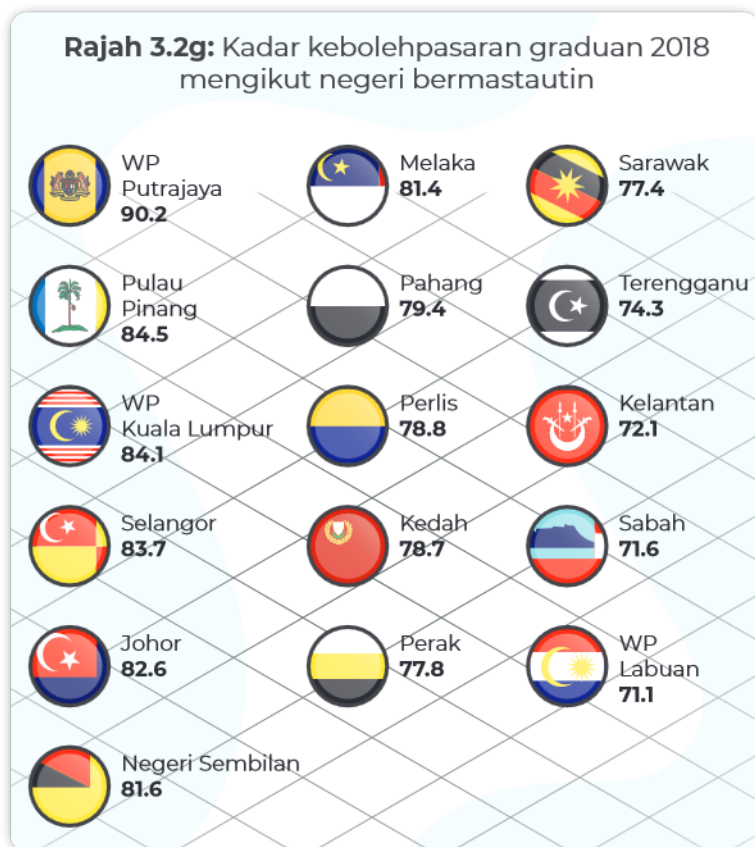 Rajah 3.2g: Kadar kebolehpasaran graduan 2018
mengikut negeri bermastautin
WP
Putrajaya
90.2
Pulau
Pinang
84.5
WP
Kuala Lumpur
84.1
Selangor
83.7
Johor
82.6
Negeri Sembilan
81.6
Melaka
81.4
Pahang
79.4
Perlis
78.8
Kedah
78.7
Perak
77.8
Sarawak
77.4
Terengganu
74.3
Kelantan
72.1
Sabah
71.6
WP
Labuan
71.1